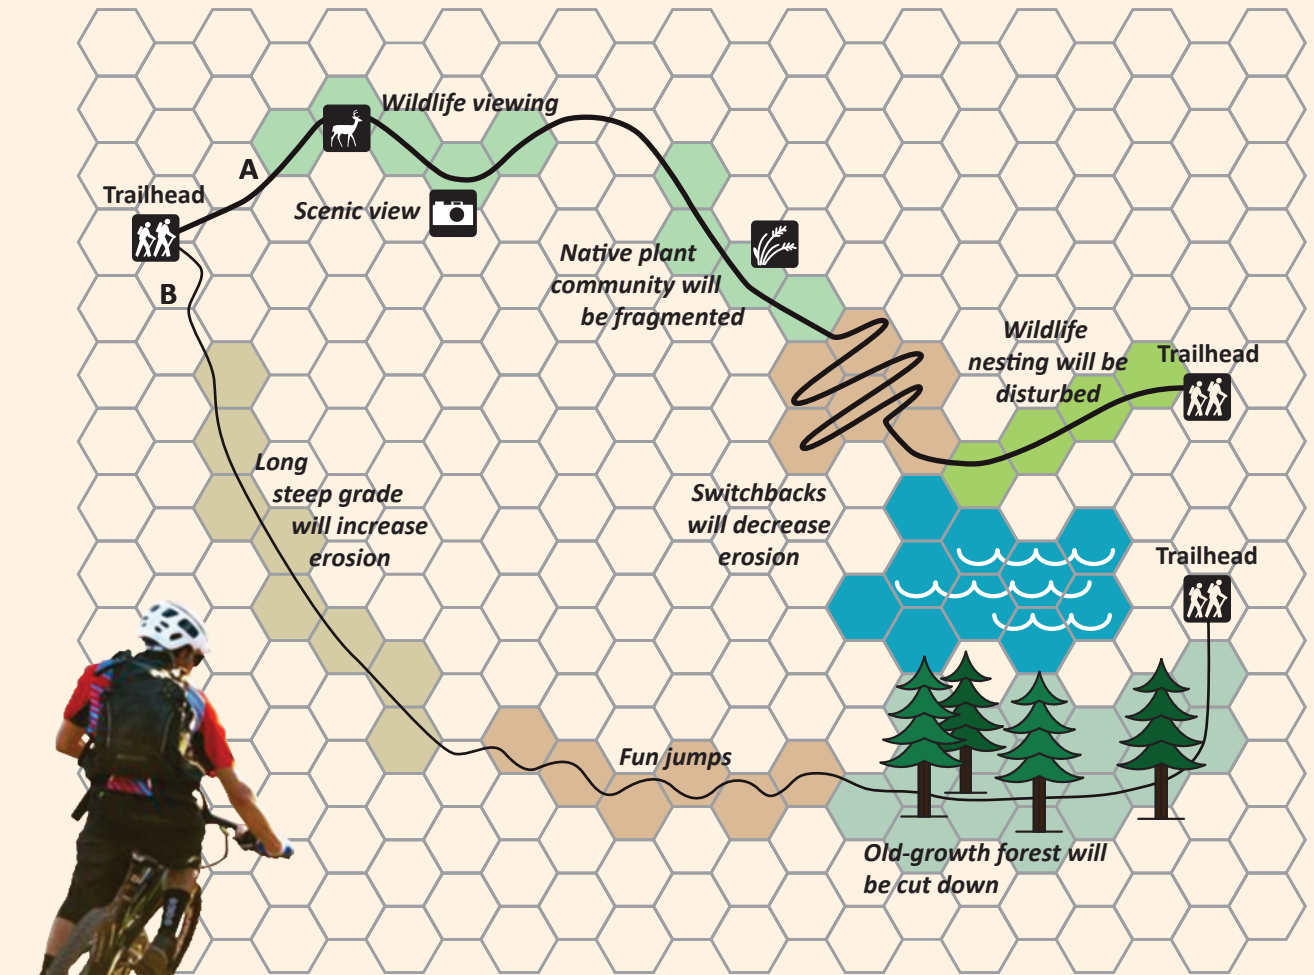 Wildlife viewing
A
Trailhead
Scenic view
B
Native plant
community will
be fragmented
Wildlife
nesting will be
disturbed
Trailhead
Long
steep grade
will increase
erosion
Switchbacks
will decrease
erosion
Trailhead
Fun jumps
Old-growth forest will
be cut down